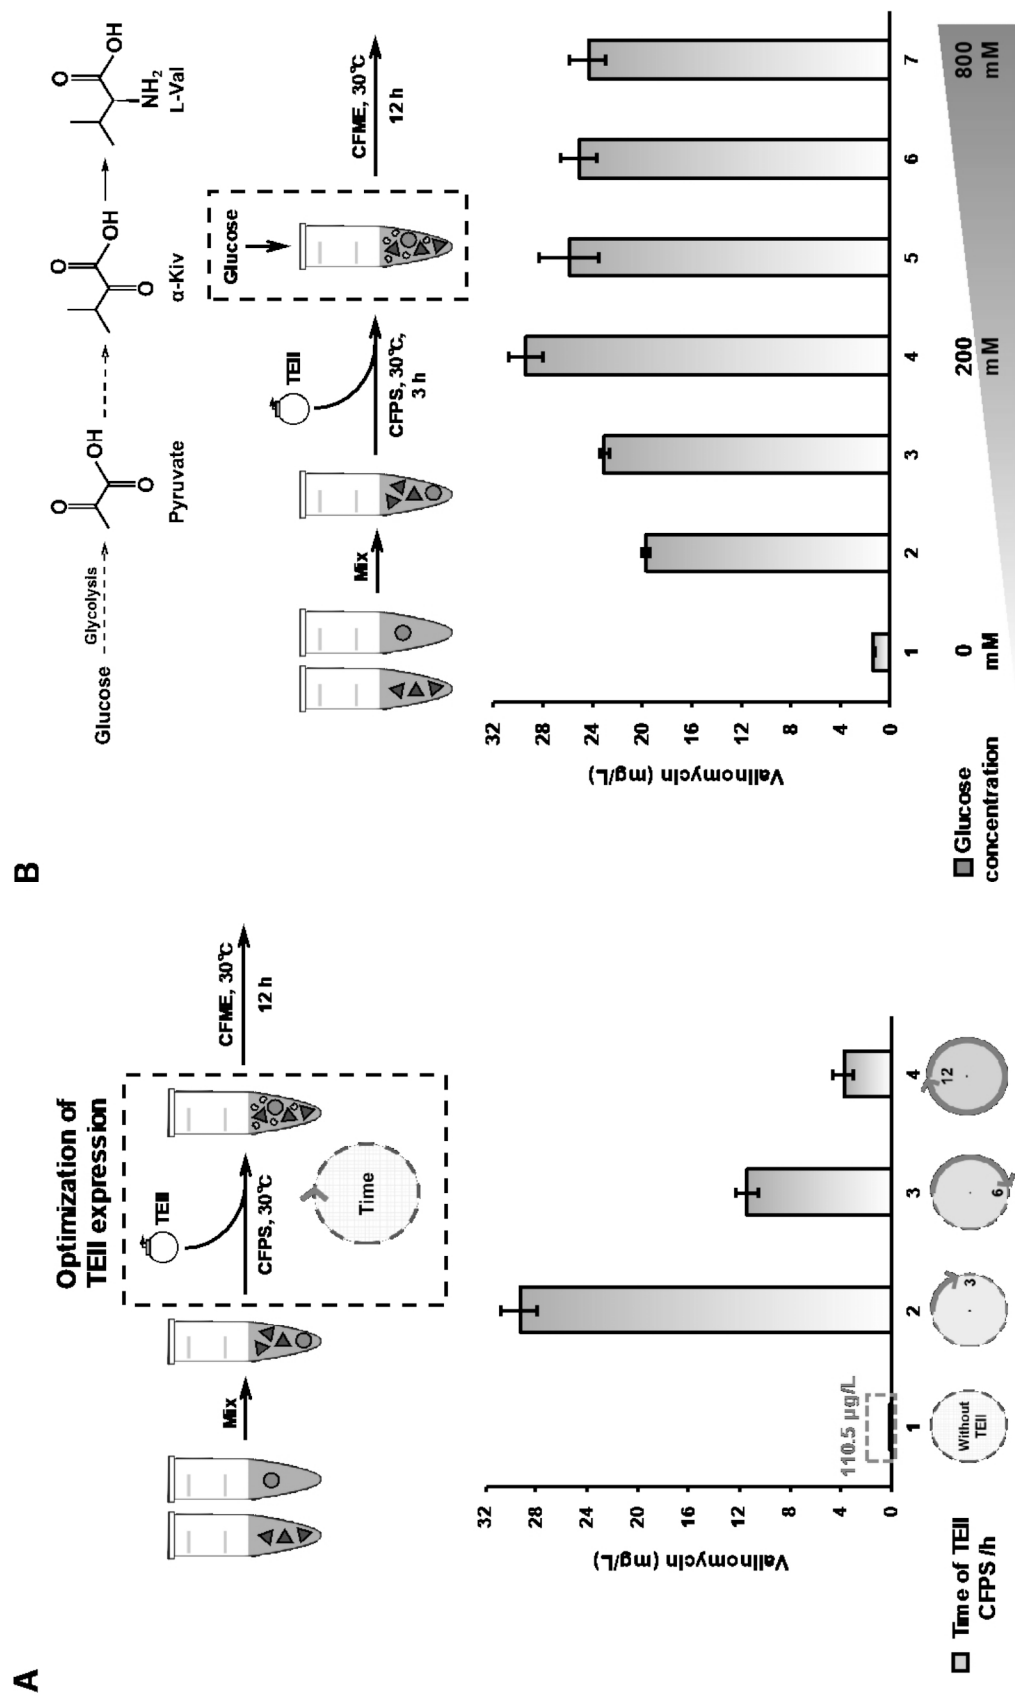 A
Optimization of
TEII expression
Mix
TEII
CFPS, 30℃
Time
CFME, 30℃
12 h
Valinomycin (mg/L)
32
28
24
20
16
12
8
4
0
110.5 µg/L
1
2
3
4
Time of TEII
CFPS /h
Without
TEII
3
6
12
B
Glucose
Glycolysis
Pyruvate
α-Kiv
L-Val
O
OH
O
O
OH
O
O
OH
NH2
Mix
TEII
CFPS, 30℃,
3 h
Glucose
CFME, 30℃
12 h
Valinomycin (mg/L)
32
28
24
20
16
12
8
4
0
1
2
3
4
5
6
7
Glucose
concentration
0
mM
200
mM
800
mM